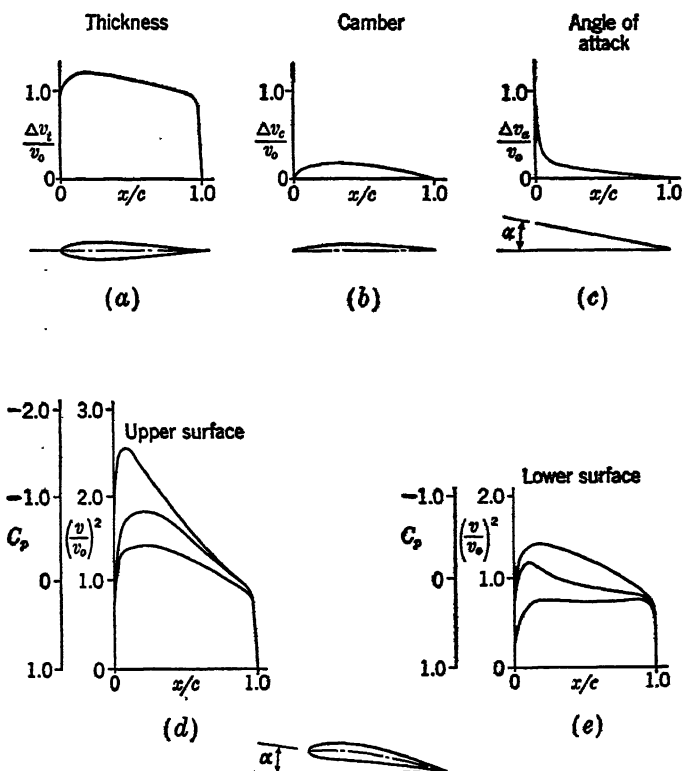 Thickness
Camber
Angle of
attack
1.0
Δv_t/v_o
0
0
x/c
1.0
(a)
1.0
Δv_c/v_o
0
0
x/c
1.0
(b)
1.0
Δv_a/v_o
0
0
x/c
1.0
α
(c)
−2.0
−1.0
C_p
0
1.0
3.0
2.0
(v/v_o)^2
1.0
0
Upper surface
0
x/c
1.0
(d)
−1.0
C_p
0
1.0
2.0
(v/v_o)^2
1.0
0
Lower surface
0
x/c
1.0
(e)
α